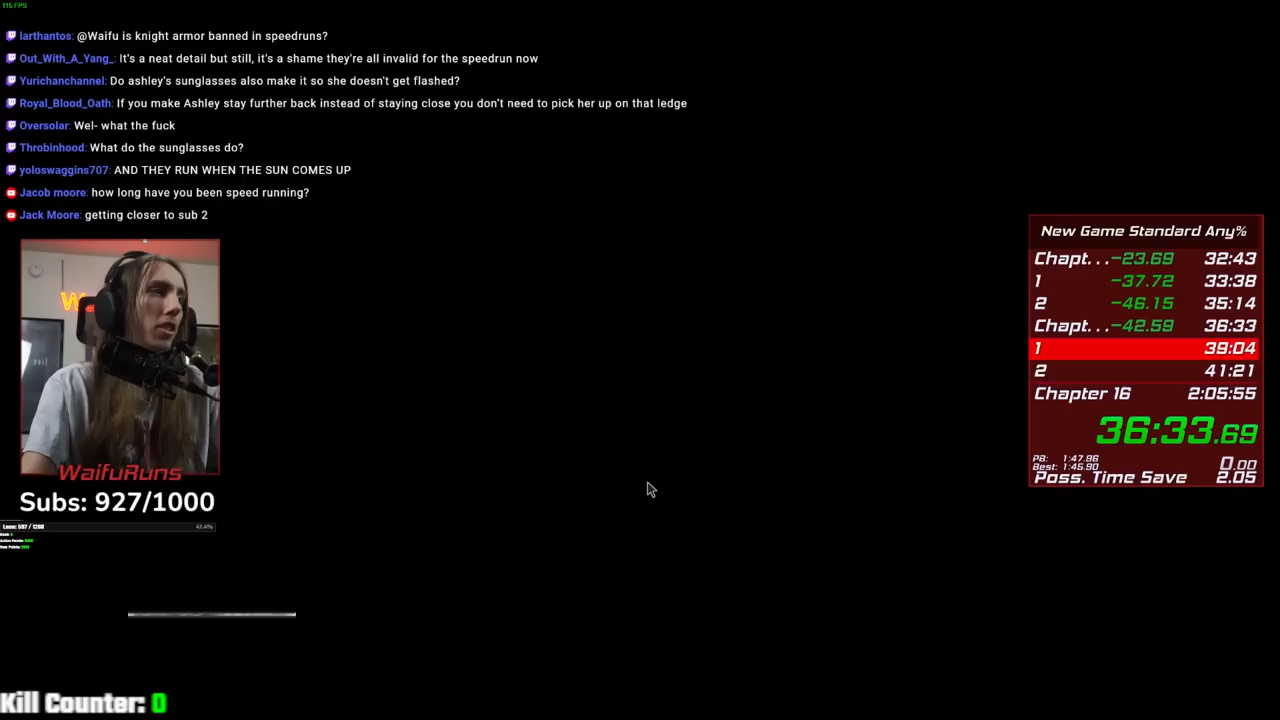 115 FPS
larthantos: @Waifu is knight armor banned in speedruns?
Out_With_A_Yang_: It's a neat detail but still, it's a shame they're all invalid for the speedrun now
Yurichanchannel: Do ashley's sunglasses also make it so she doesn't get flashed?
Royal_Blood_Oath: If you make Ashley stay further back instead of staying close you don't need to pick her up on that ledge
Oversolar: Wel- what the fuck
Throbinhood: What do the sunglasses do?
yoloswaggins707: AND THEY RUN WHEN THE SUN COMES UP
Jacob moore: how long have you been speed running?
Jack Moore: getting closer to sub 2
New Game Standard Any%
Chapt... -23.69 32:43
1 -37.72 33:38
2 -46.15 35:14
Chapt... -42.59 36:33
1 39:04
2 41:21
Chapter 16 2:05:55
36:33.69
PB: 1:47.86
Best: 1:45.90 0.00
Poss. Time Save 2.05
WaifuRuns
Subs: 927/1000
Leon: 597 / 1260 47.4%
Kill Counter: 0